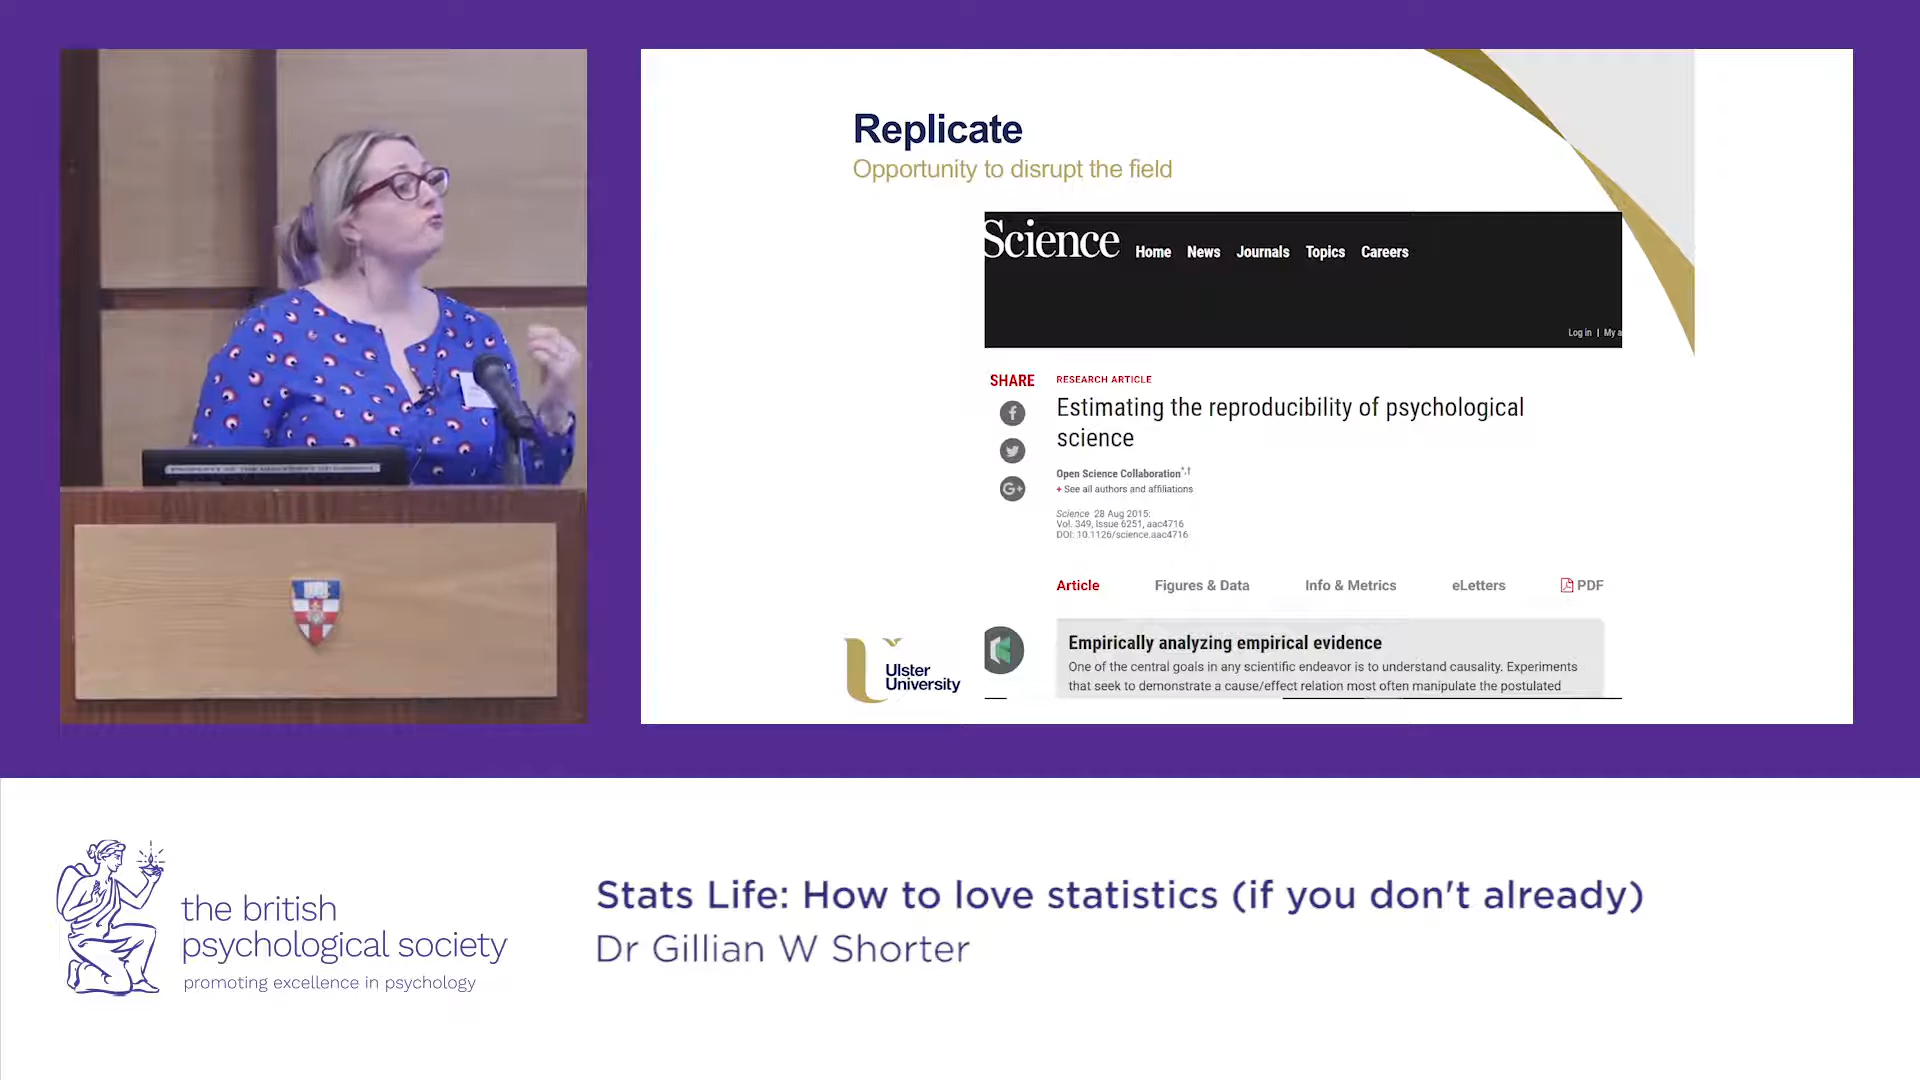 Replicate
Opportunity to disrupt the field
Science Home News Journals Topics Careers
Log in | My a
SHARE
RESEARCH ARTICLE
Estimating the reproducibility of psychological
science
Open Science Collaboration*,†
+ See all authors and affiliations
Science 28 Aug 2015:
Vol. 349, Issue 6251, aac4716
DOI: 10.1126/science.aac4716
Article Figures & Data Info & Metrics eLetters PDF
Empirically analyzing empirical evidence
One of the central goals in any scientific endeavor is to understand causality. Experiments
that seek to demonstrate a cause/effect relation most often manipulate the postulated
Ulster
University
the british
psychological society
promoting excellence in psychology
Stats Life: How to love statistics (if you don't already)
Dr Gillian W Shorter